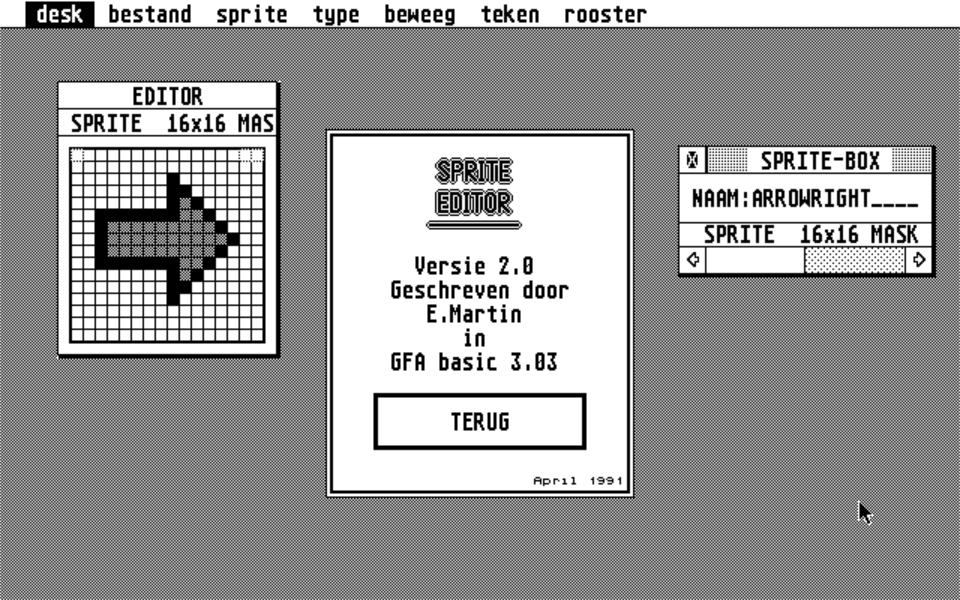 desk bestand sprite type beweeg teken rooster
EDITOR
SPRITE 16x16 MAS
SPRITE
EDITOR
Versie 2.0
Geschreven door
E.Martin
in
GFA basic 3.03
TERUG
April 1991
SPRITE-BOX
NAAM:ARROWRIGHT____
SPRITE 16x16 MASK